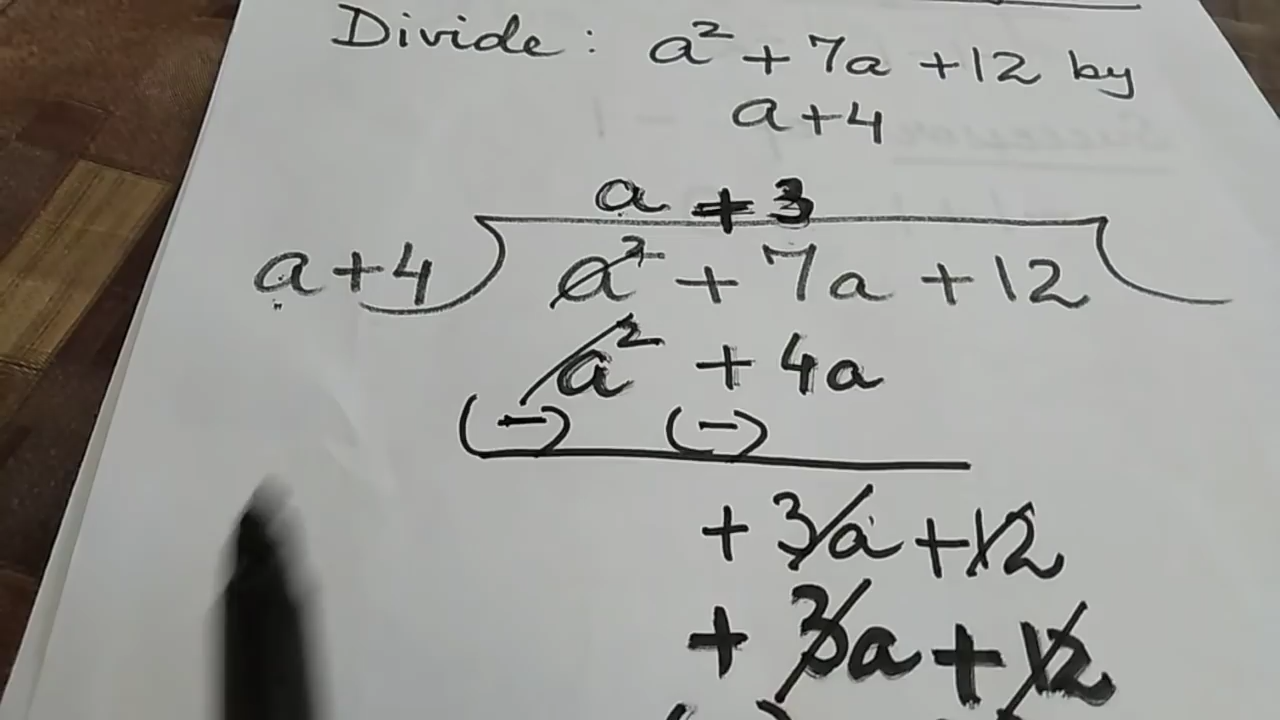 Divide : a² + 7a + 12 by
a + 4
a + 3
a + 4 ) a² + 7a + 12 (
a² + 4a
(-) (-)
+ 3a + 12
+ 3a + 12